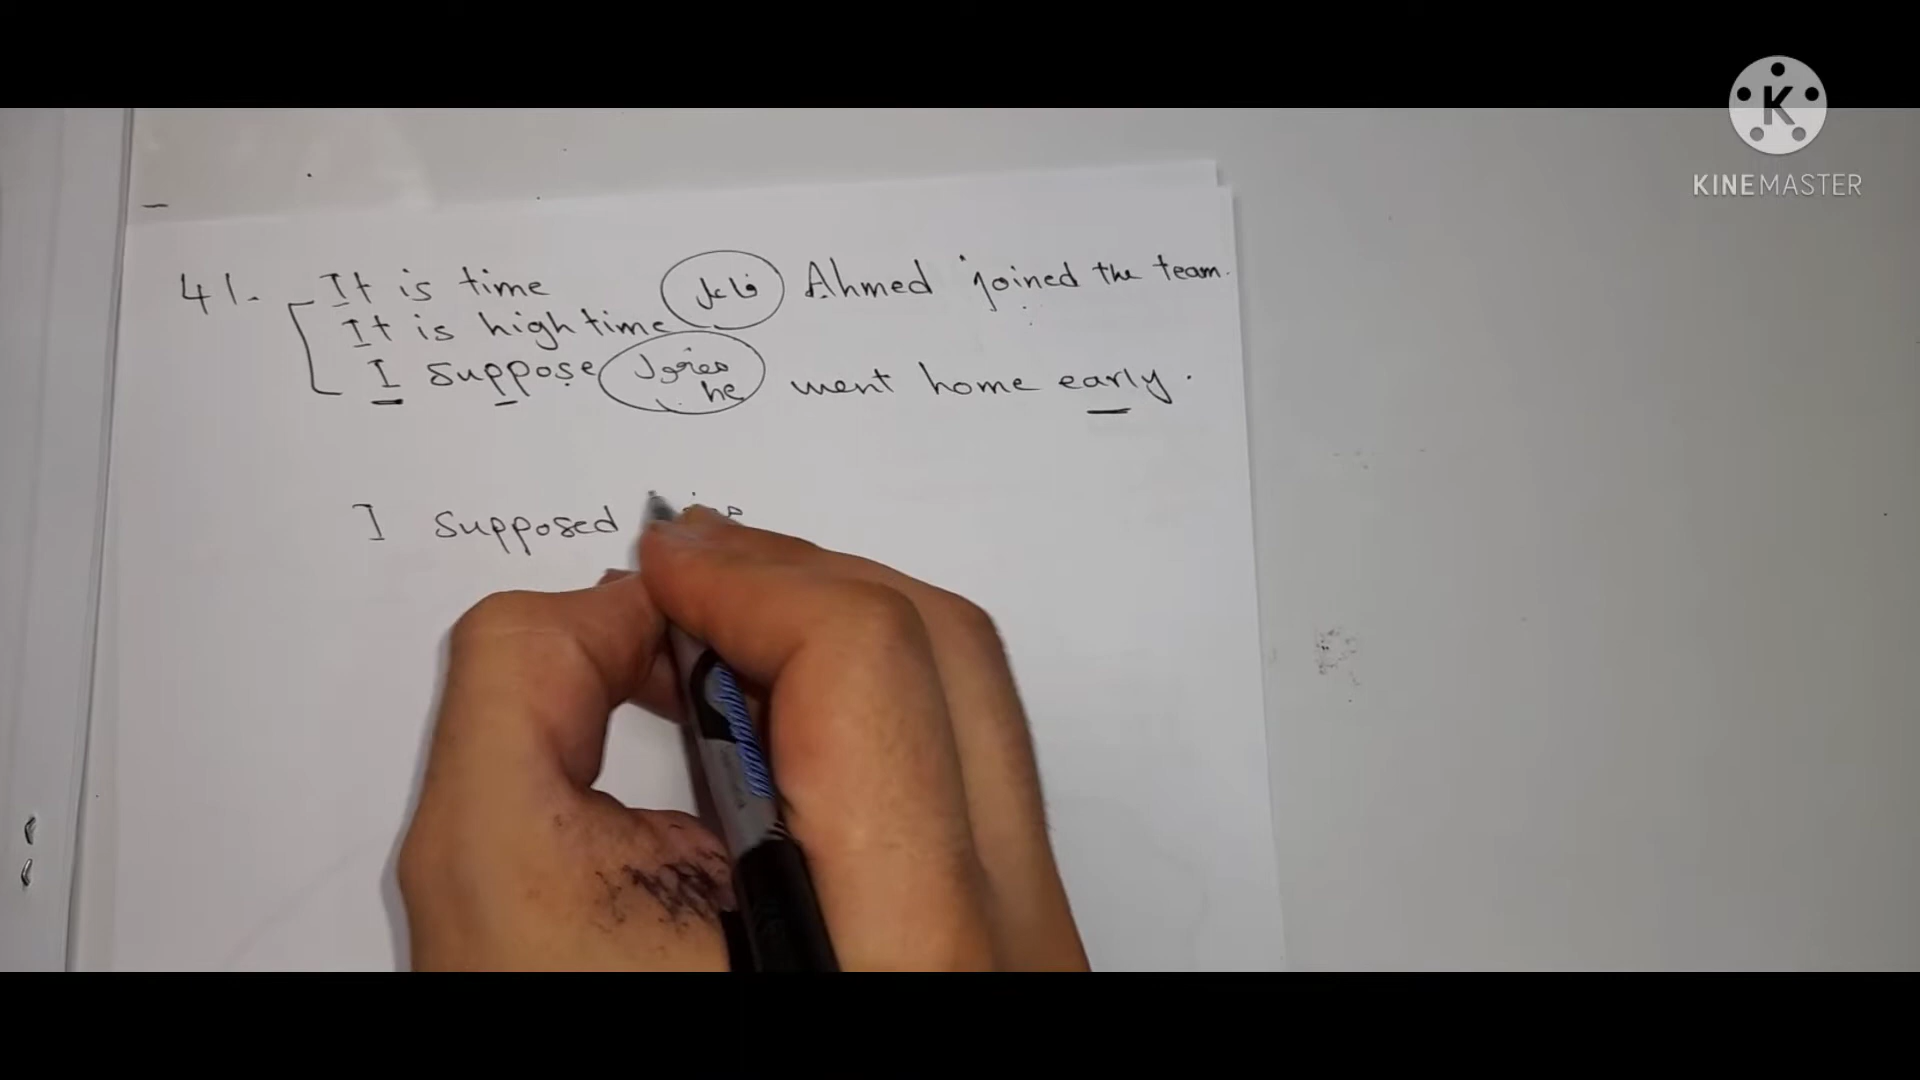 KINEMASTER
41. It is time فاعل Ahmed joined the team.
It is high time
I suppose مفعول he went home early.
I supposed